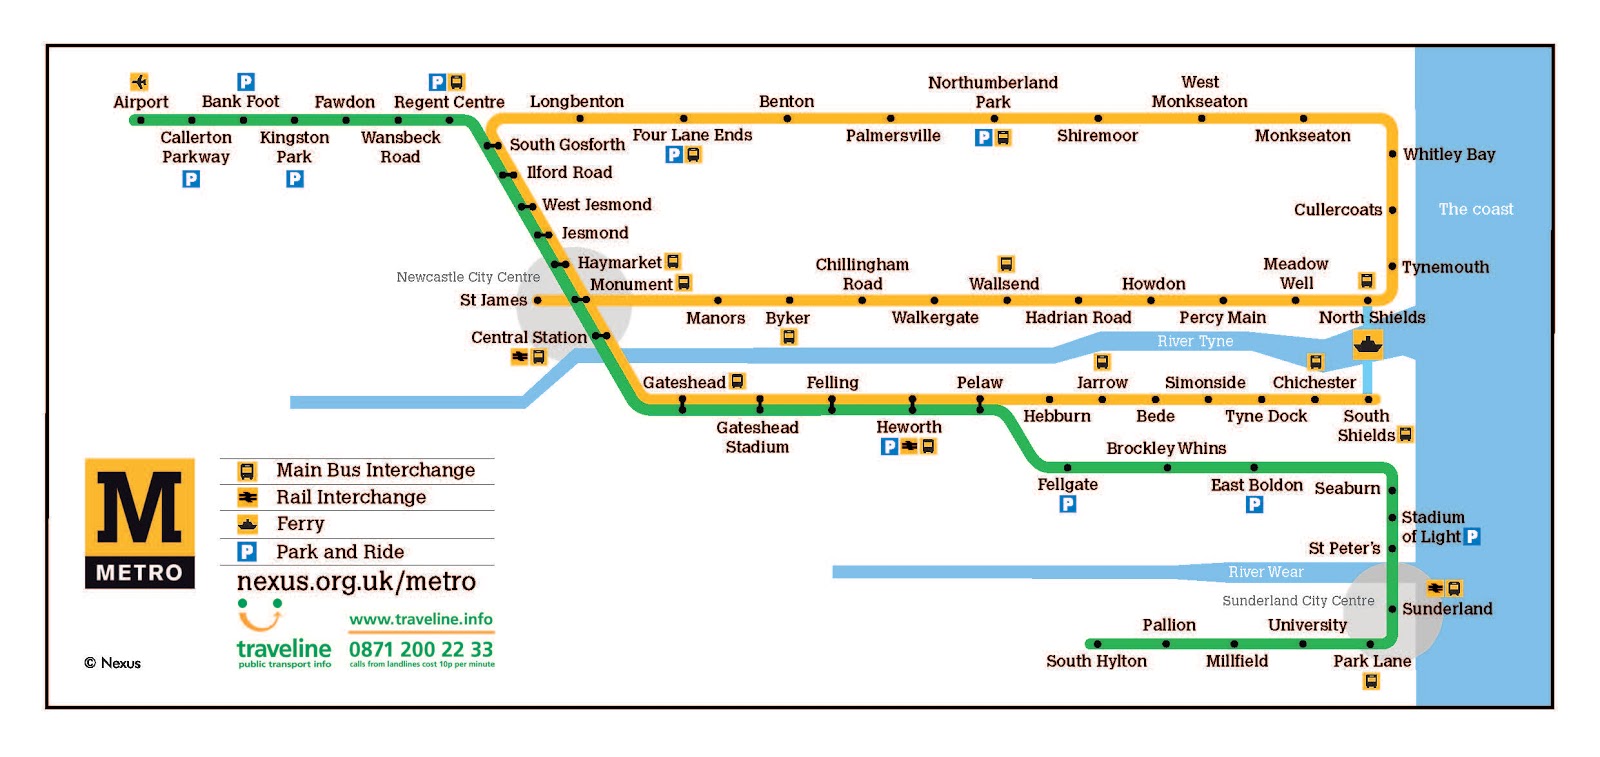 Airport
Callerton
Parkway
P
Bank Foot
P
Kingston
Park
P
Fawdon
Wansbeck
Road
P
Regent Centre
Longbenton
Four Lane Ends
P
Benton
Palmersville
Northumberland
Park
P
Shiremoor
West
Monkseaton
Monkseaton
South Gosforth
Ilford Road
West Jesmond
Jesmond
Haymarket
Monument
Newcastle City Centre
St James
Central Station
Manors
Byker
Chillingham
Road
Walkergate
Wallsend
Hadrian Road
Howdon
Percy Main
Meadow
Well
North Shields
Whitley Bay
Cullercoats
Tynemouth
The coast
River Tyne
Gateshead
Gateshead
Stadium
Felling
Heworth
P
Pelaw
Hebburn
Jarrow
Bede
Simonside
Tyne Dock
Chichester
South
Shields
Fellgate
P
Brockley Whins
East Boldon
P
Seaburn
Stadium
of Light P
St Peter's
River Wear
Sunderland City Centre
Sunderland
Park Lane
University
Millfield
Pallion
South Hylton
M
METRO
Main Bus Interchange
Rail Interchange
Ferry
P Park and Ride
nexus.org.uk/metro
traveline
public transport info
www.traveline.info
0871 200 22 33
calls from landlines cost 10p per minute
© Nexus